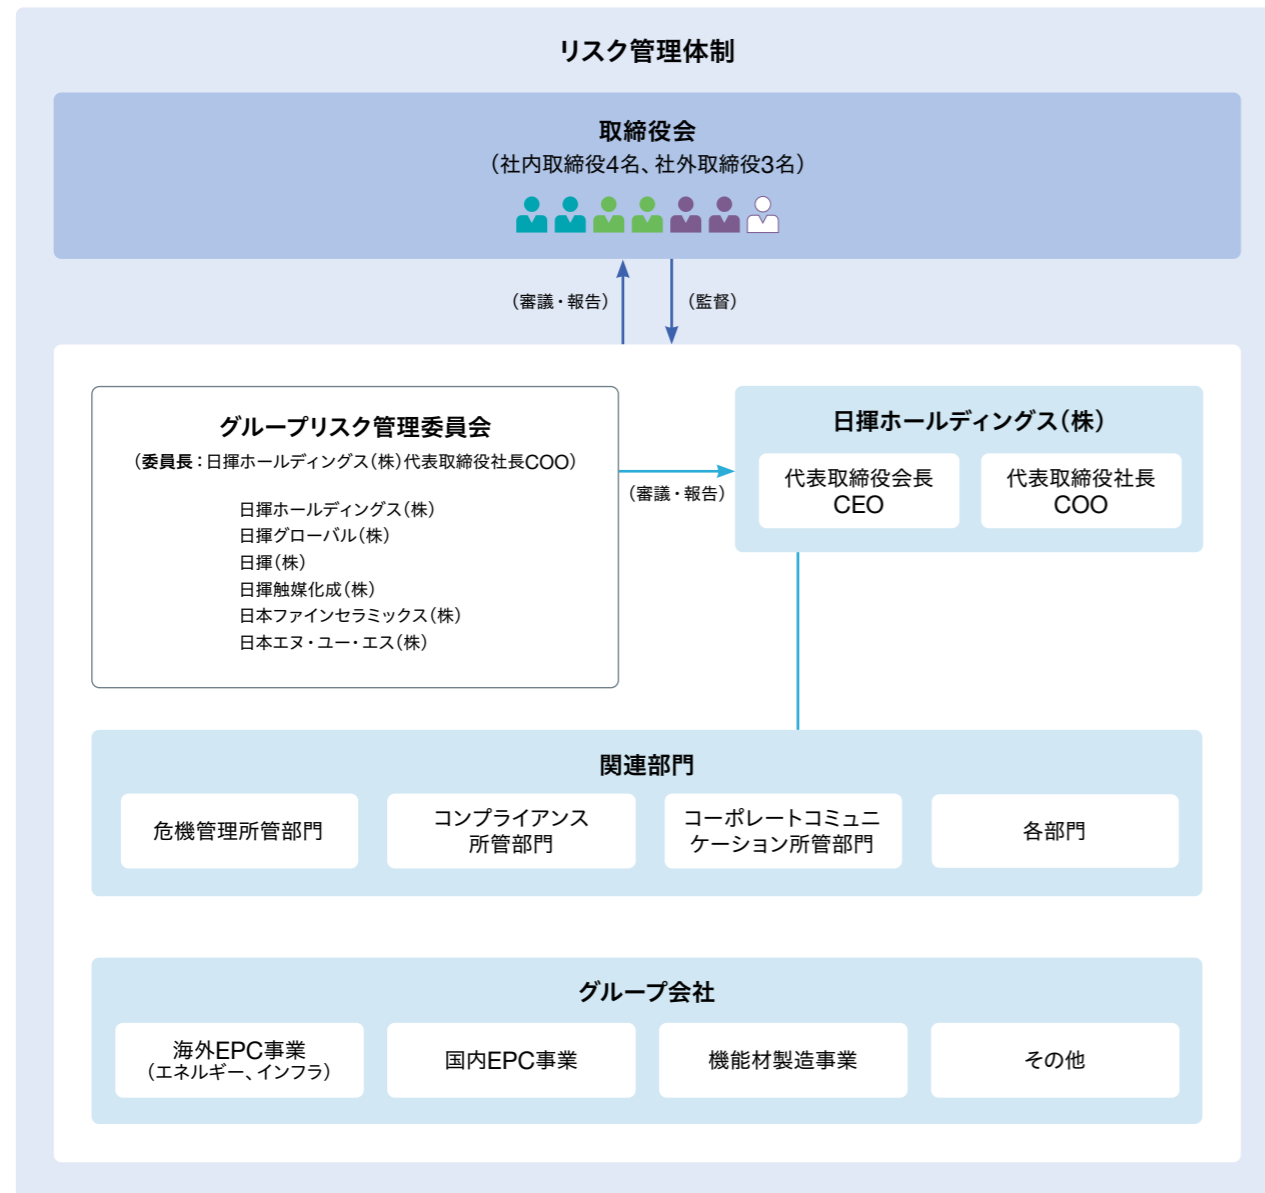 リスク管理体制
取締役会
（社内取締役4名、社外取締役3名）
（審議・報告）
（監督）
グループリスク管理委員会
（委員長：日揮ホールディングス（株）代表取締役社長COO）
日揮ホールディングス（株）
日揮グローバル（株）
日揮（株）
日揮触媒化成（株）
日本ファインセラミックス（株）
日本エヌ・ユー・エス（株）
（審議・報告）
日揮ホールディングス（株）
代表取締役会長
CEO
代表取締役社長
COO
関連部門
危機管理所管部門
コンプライアンス
所管部門
コーポレートコミュニ
ケーション所管部門
各部門
グループ会社
海外EPC事業
（エネルギー、インフラ）
国内EPC事業
機能材製造事業
その他